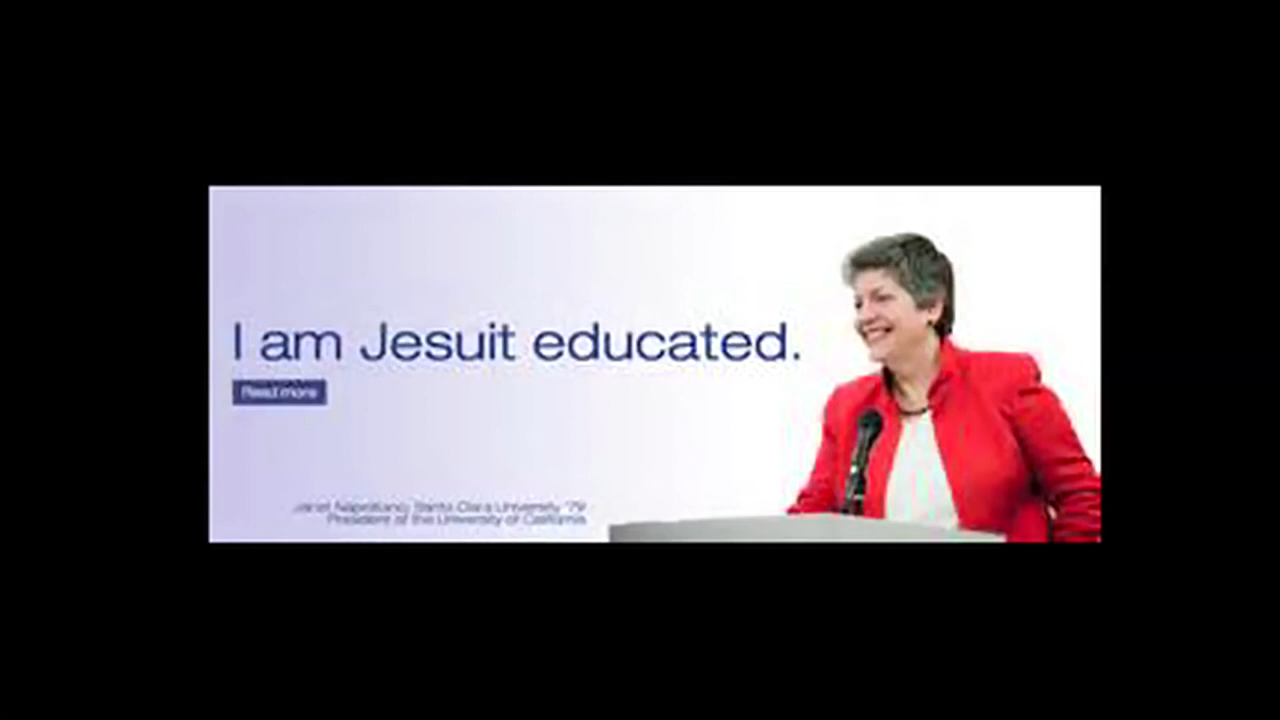 I am Jesuit educated.
Read more
Janet Napolitano, Santa Clara University '79
President of the University of California